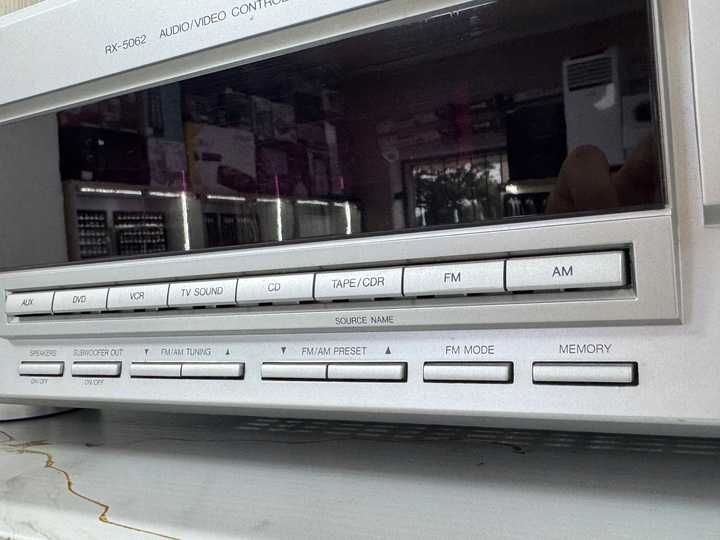 RX-5062 AUDIO/VIDEO CONTROL
AUX DVD VCR TV SOUND CD TAPE/CDR FM AM
SOURCE NAME
SPEAKERS SUBWOOFER OUT ▼ FM/AM TUNING ▲ ▼ FM/AM PRESET ▲ FM MODE MEMORY
ON/OFF ON/OFF